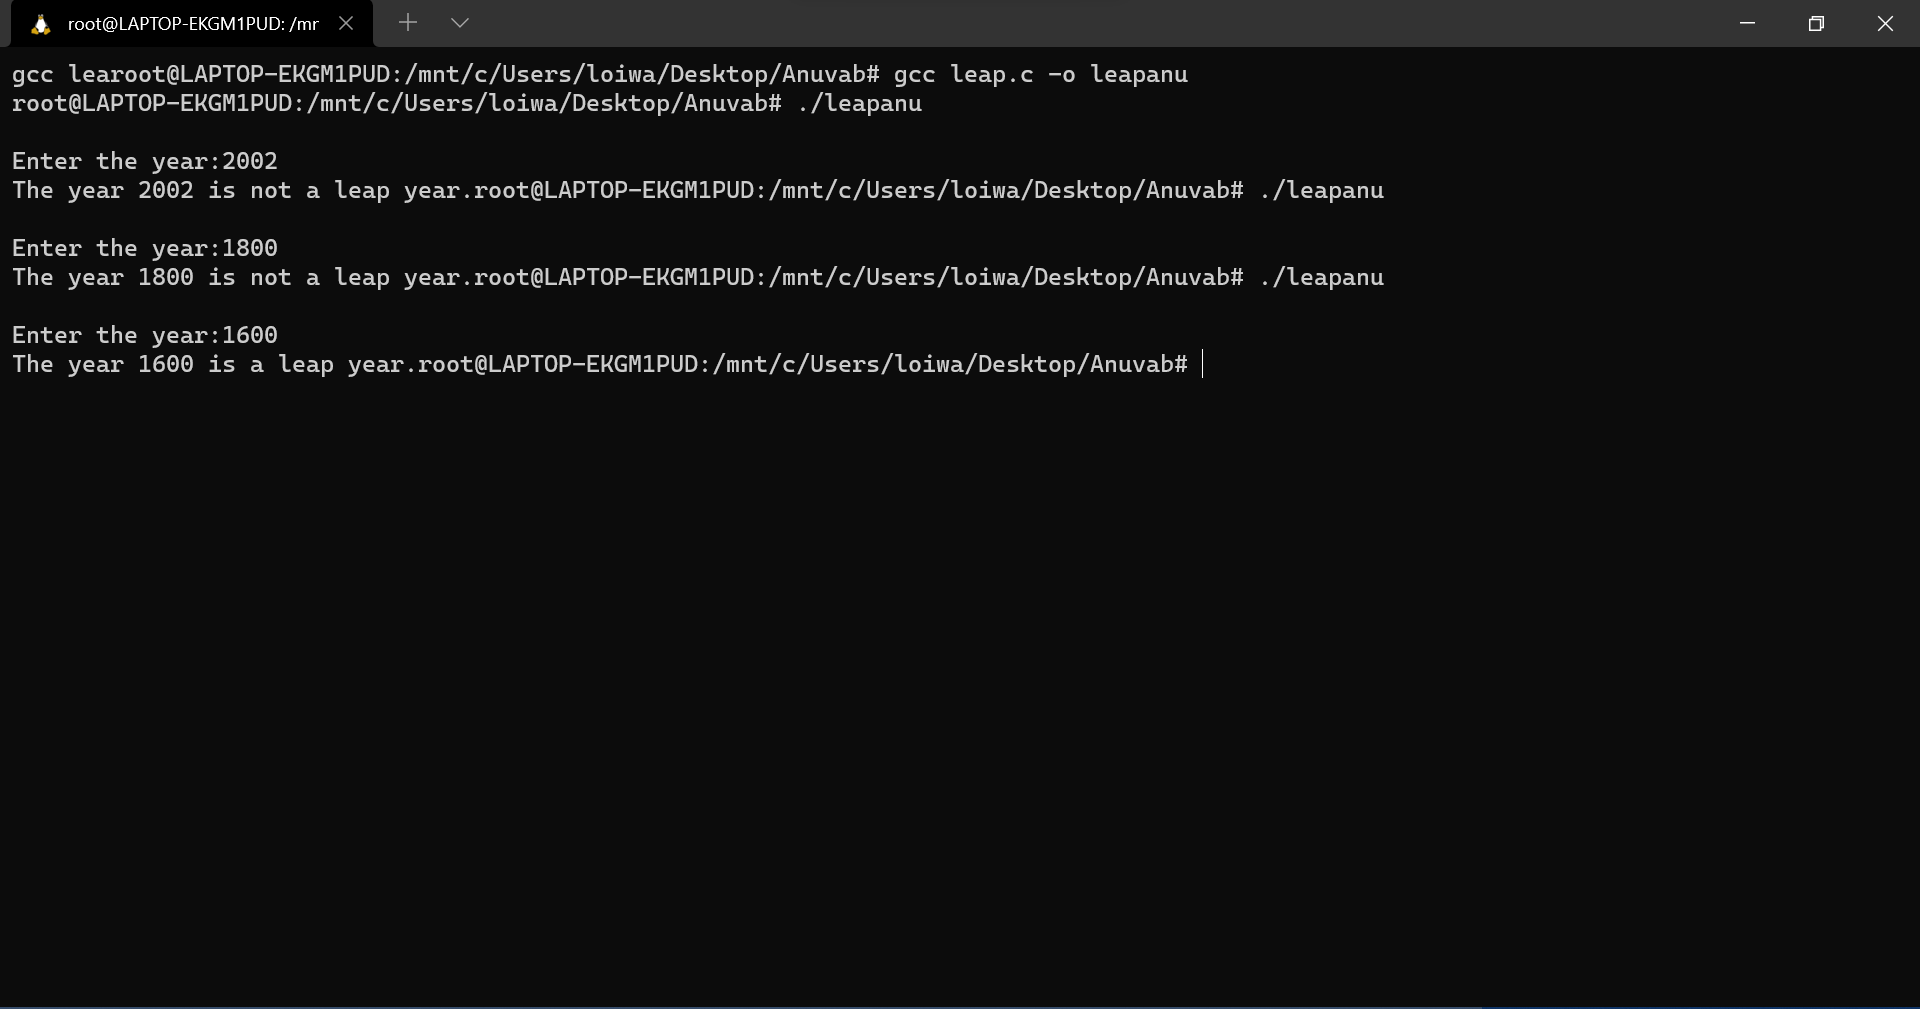 root@LAPTOP-EKGM1PUD: /mr
gcc learoot@LAPTOP-EKGM1PUD:/mnt/c/Users/loiwa/Desktop/Anuvab# gcc leap.c -o leapanu
root@LAPTOP-EKGM1PUD:/mnt/c/Users/loiwa/Desktop/Anuvab# ./leapanu
Enter the year:2002
The year 2002 is not a leap year.root@LAPTOP-EKGM1PUD:/mnt/c/Users/loiwa/Desktop/Anuvab# ./leapanu
Enter the year:1800
The year 1800 is not a leap year.root@LAPTOP-EKGM1PUD:/mnt/c/Users/loiwa/Desktop/Anuvab# ./leapanu
Enter the year:1600
The year 1600 is a leap year.root@LAPTOP-EKGM1PUD:/mnt/c/Users/loiwa/Desktop/Anuvab#